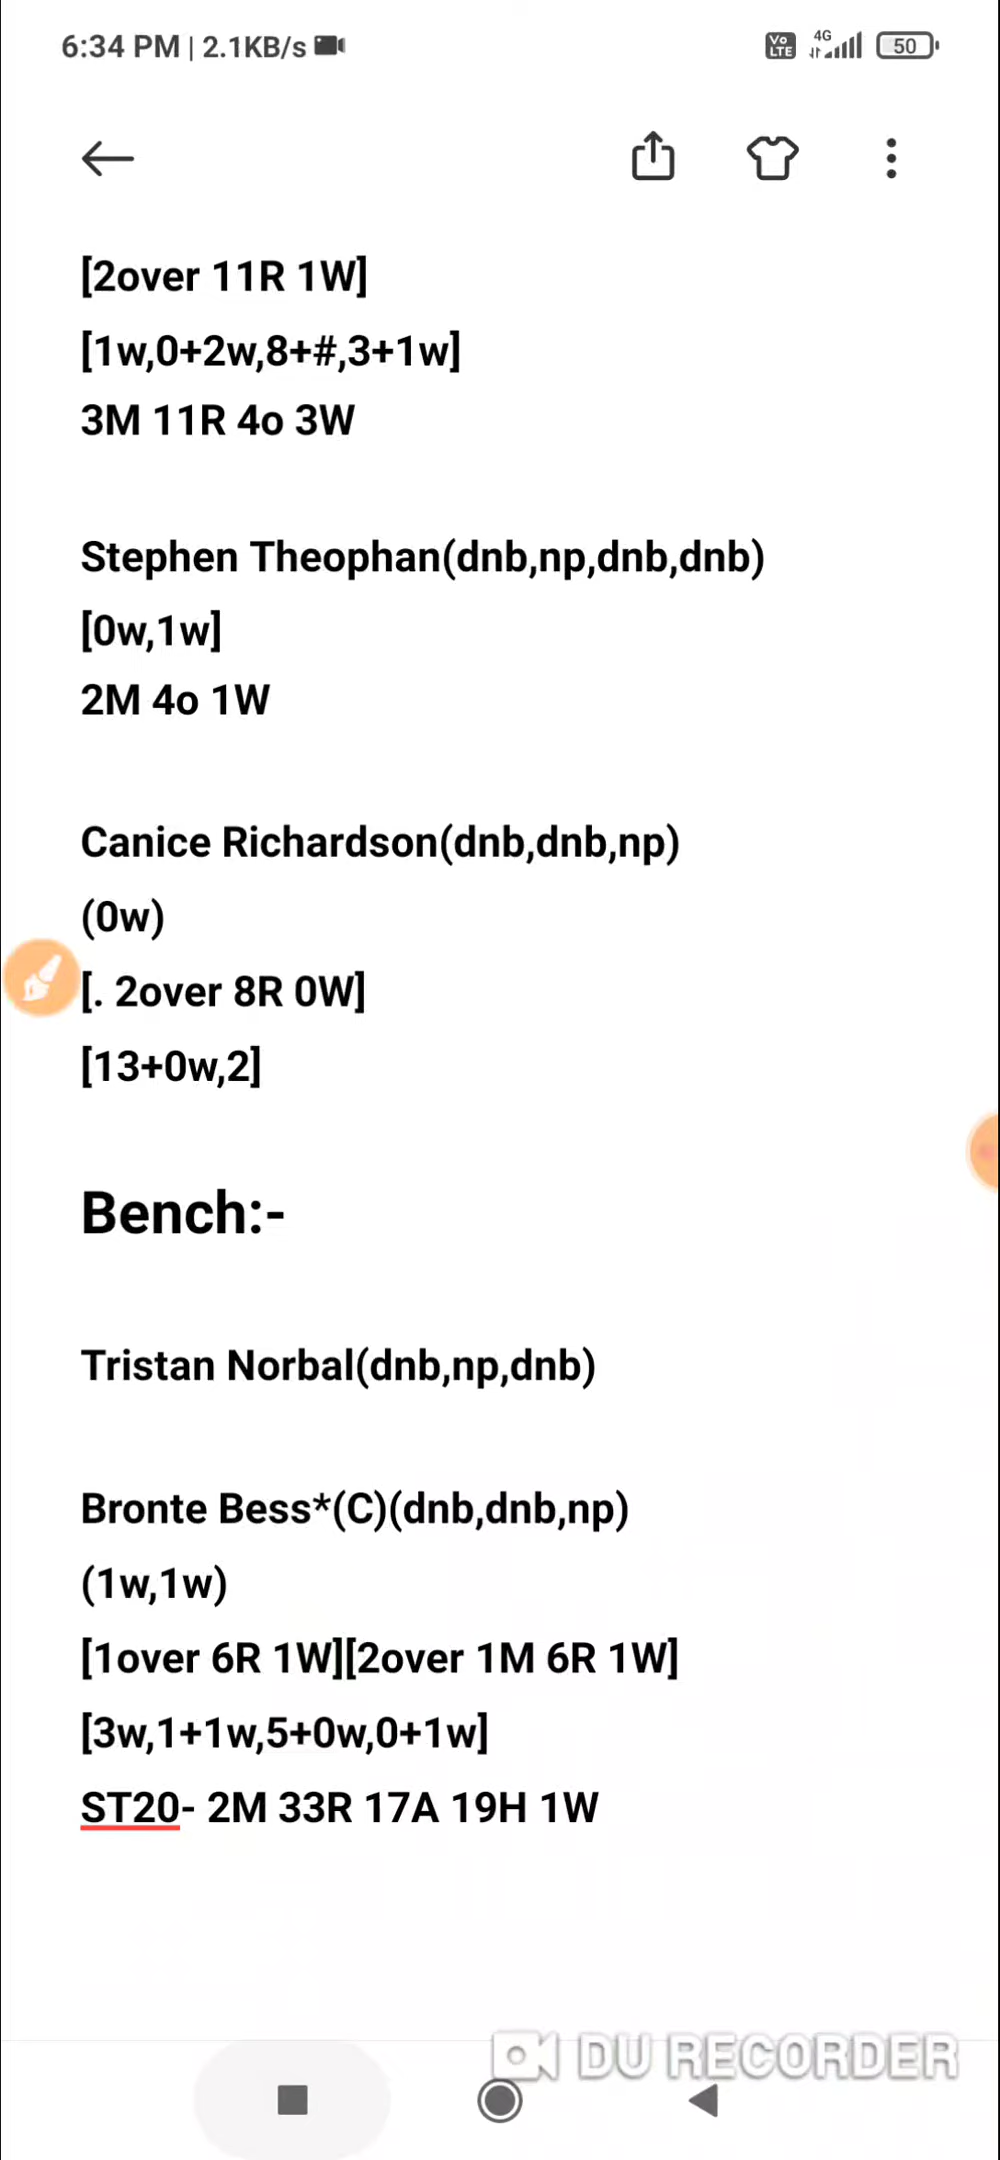 6:34 PM | 2.1KB/s
Vo LTE 4G 50
[2over 11R 1W]
[1w,0+2w,8+#,3+1w]
3M 11R 4o 3W
Stephen Theophan(dnb,np,dnb,dnb)
[0w,1w]
2M 4o 1W
Canice Richardson(dnb,dnb,np)
(0w)
[. 2over 8R 0W]
[13+0w,2]
Bench:-
Tristan Norbal(dnb,np,dnb)
Bronte Bess*(C)(dnb,dnb,np)
(1w,1w)
[1over 6R 1W][2over 1M 6R 1W]
[3w,1+1w,5+0w,0+1w]
ST20- 2M 33R 17A 19H 1W
DU RECORDER